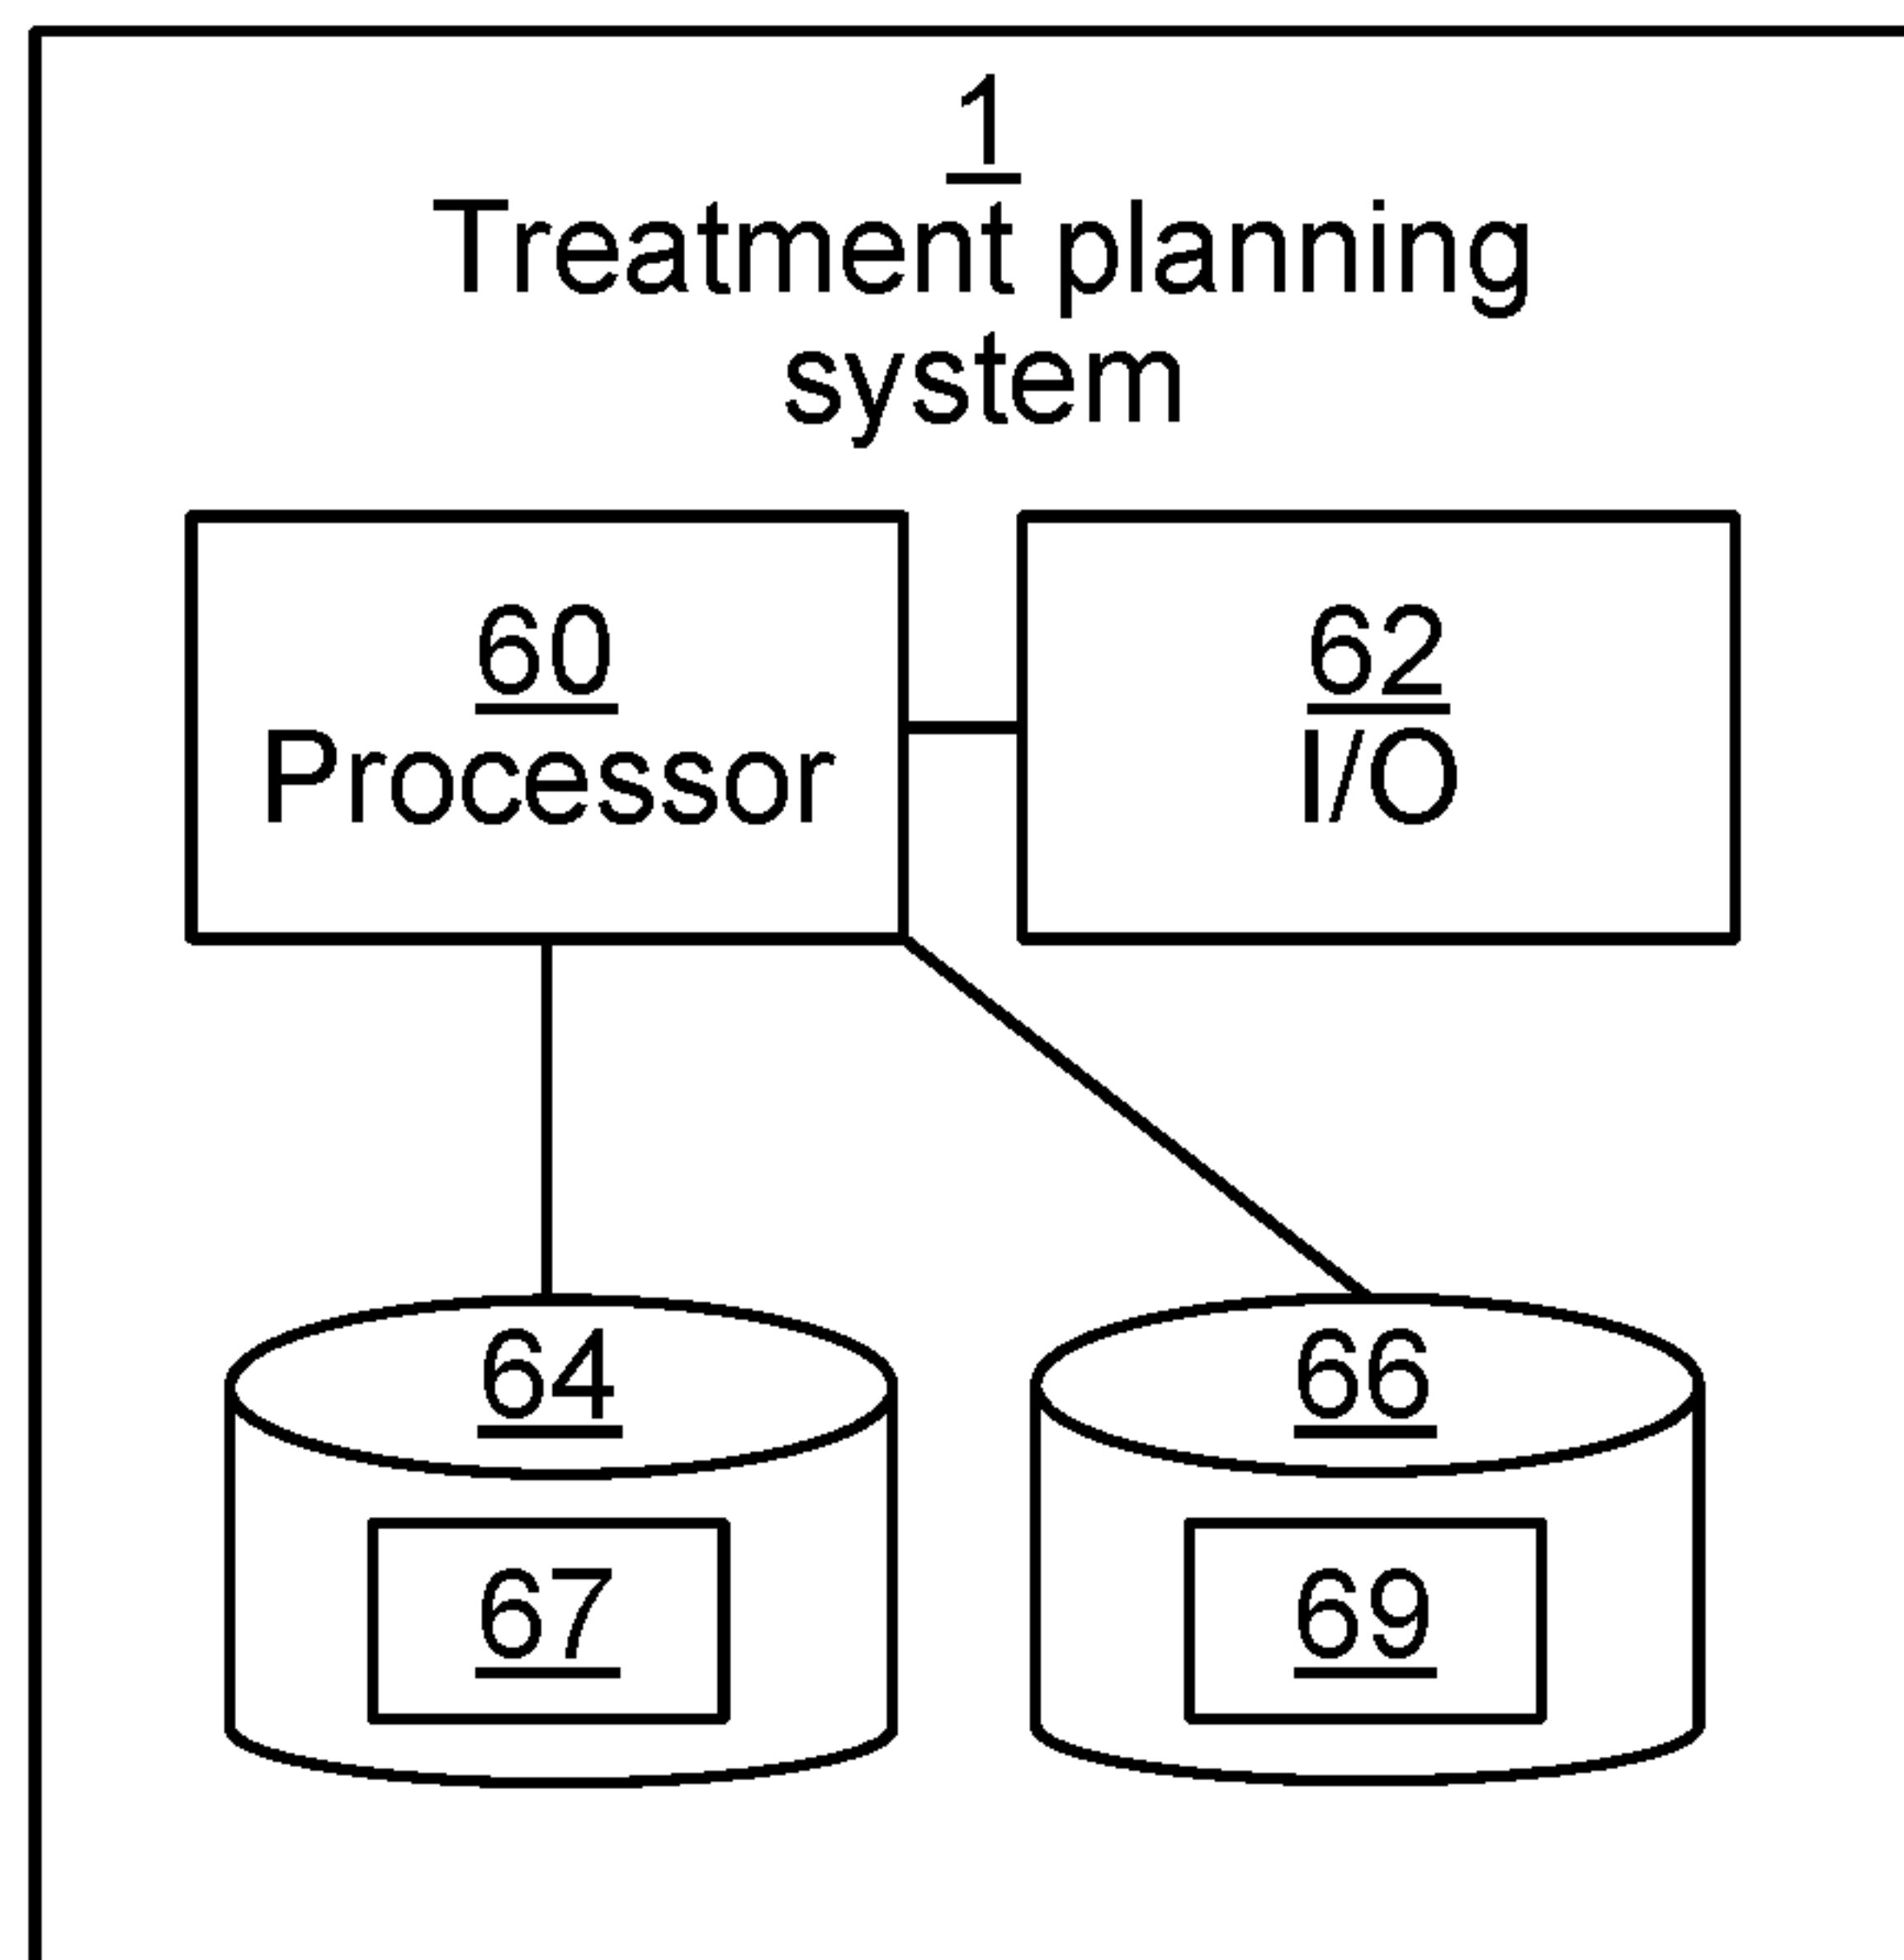 1
Treatment planning
system
60
Processor
62
I/O
64
66
67
69